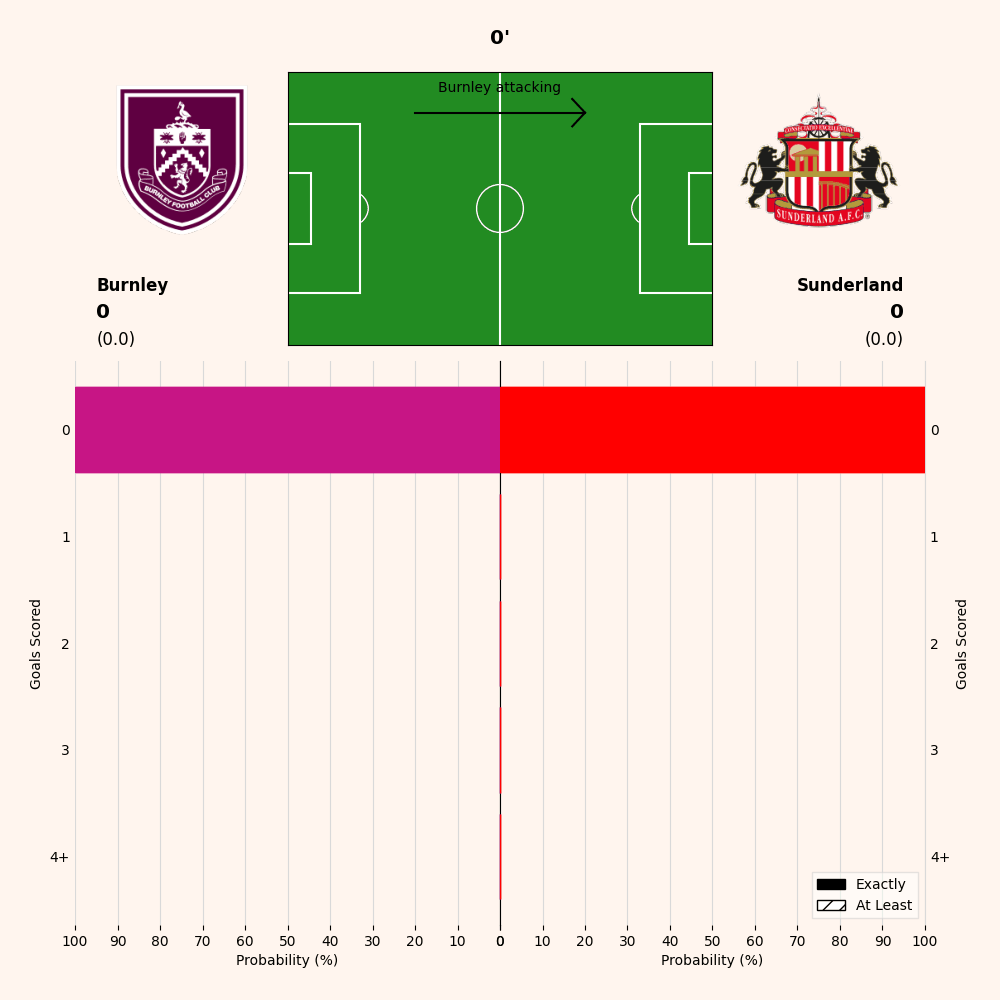 0'
Burnley attacking
BURNLEY FOOTBALL CLUB
CONSECTATIO EXCELLENTIAE
SUNDERLAND A.F.C.
Burnley
0
(0.0)
Sunderland
0
(0.0)
0
1
2
3
4+
Goals Scored
0
1
2
3
4+
Goals Scored
Exactly
At Least
100 90 80 70 60 50 40 30 20 10 0 10 20 30 40 50 60 70 80 90 100
Probability (%)
Probability (%)